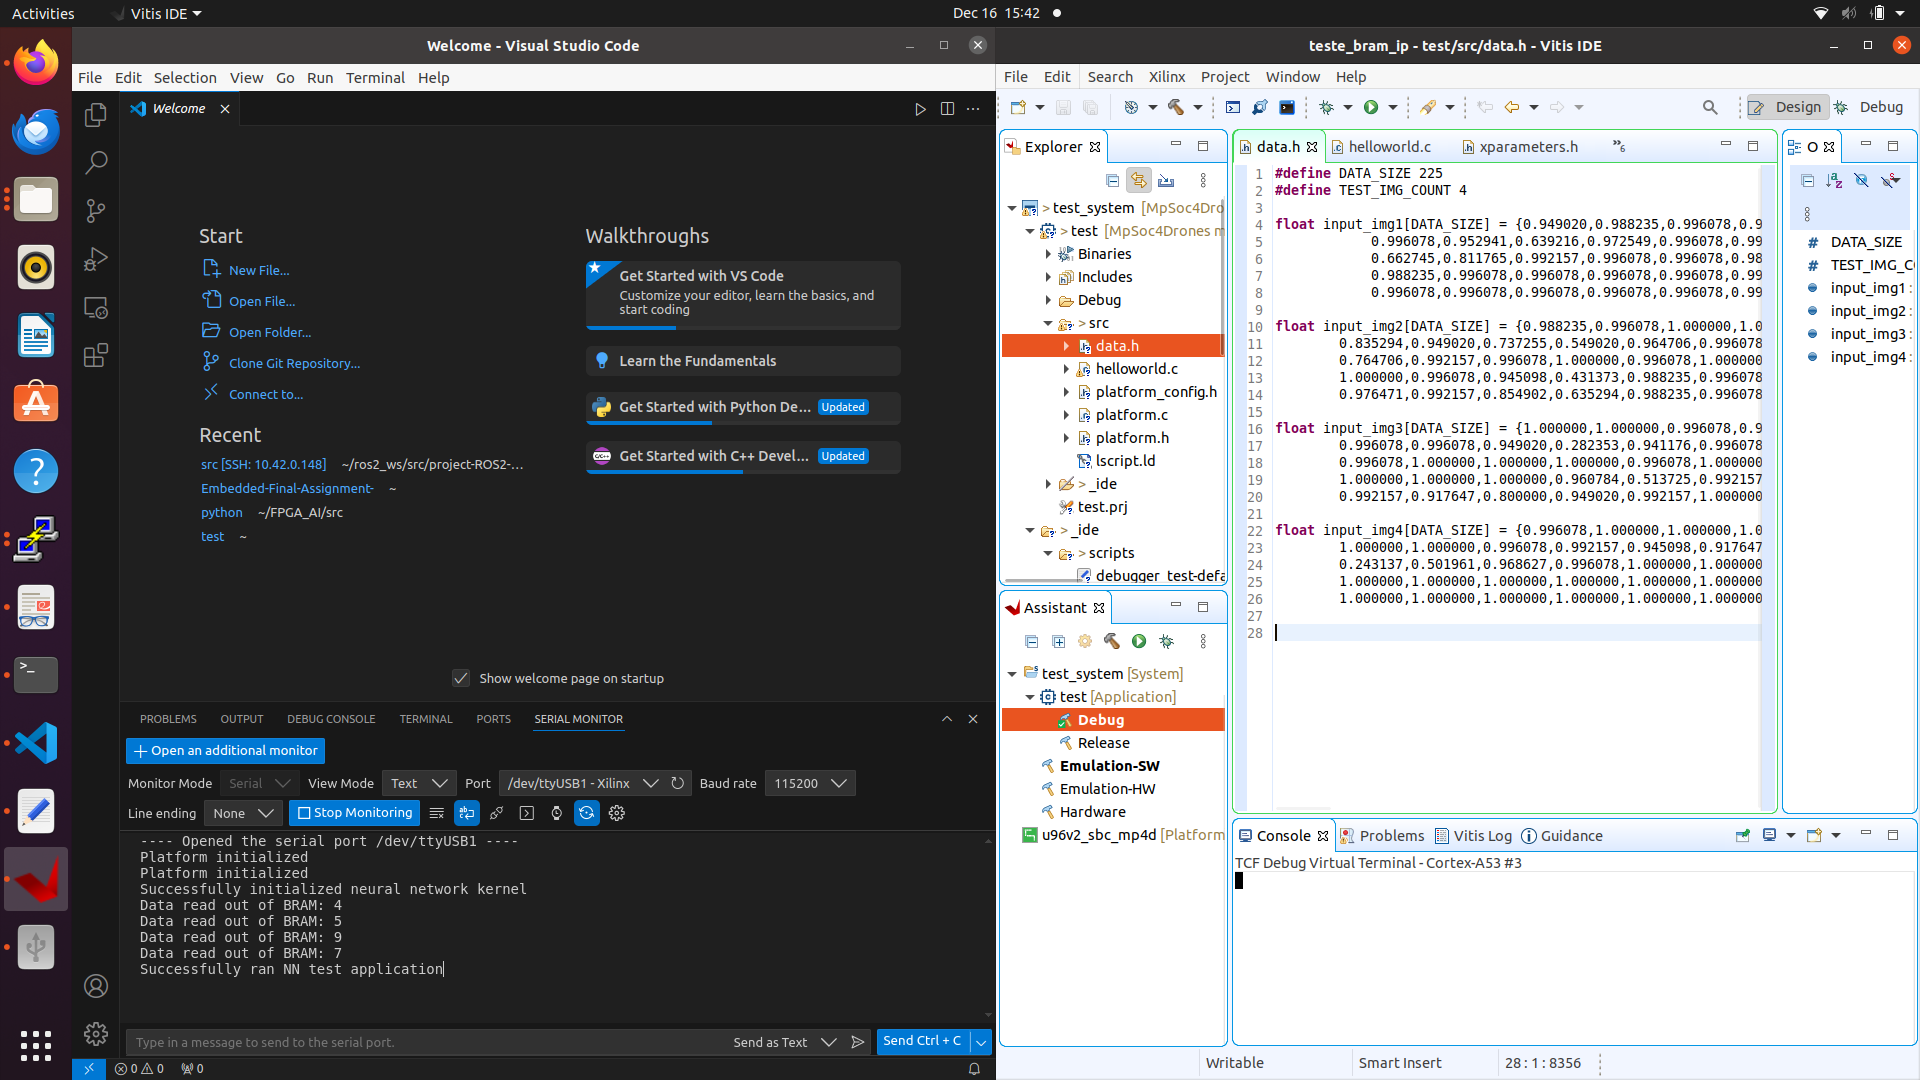 Activities
Vitis IDE
Dec 16 15:42
Welcome - Visual Studio Code
File Edit Selection View Go Run Terminal Help
Welcome
Start
New File...
Open File...
Open Folder...
Clone Git Repository...
Connect to...
Recent
src [SSH: 10.42.0.148] ~/ros2_ws/src/project-ROS2-...
Embedded-Final-Assignment- ~
python ~/FPGA_AI/src
test ~
Walkthroughs
Get Started with VS Code
Customize your editor, learn the basics, and
start coding
Learn the Fundamentals
Get Started with Python De... Updated
Get Started with C++ Devel... Updated
Show welcome page on startup
PROBLEMS OUTPUT DEBUG CONSOLE TERMINAL PORTS SERIAL MONITOR
Open an additional monitor
Monitor Mode Serial View Mode Text Port /dev/ttyUSB1 - Xilinx Baud rate 115200
Line ending None Stop Monitoring
---- Opened the serial port /dev/ttyUSB1 ----
Platform initialized
Platform initialized
Successfully initialized neural network kernel
Data read out of BRAM: 4
Data read out of BRAM: 5
Data read out of BRAM: 9
Data read out of BRAM: 7
Successfully ran NN test application
Type in a message to send to the serial port.
Send as Text
Send Ctrl + C
0 0 0
teste_bram_ip - test/src/data.h - Vitis IDE
File Edit Search Xilinx Project Window Help
Design Debug
Explorer
> test_system [MpSoc4Dro
> test [MpSoc4Drones m
Binaries
Includes
Debug
> src
data.h
helloworld.c
platform_config.h
platform.c
platform.h
lscript.ld
> _ide
test.prj
> _ide
> scripts
debugger_test-defa
Assistant
test_system [System]
test [Application]
Debug
Release
Emulation-SW
Emulation-HW
Hardware
u96v2_sbc_mp4d [Platform
data.h helloworld.c xparameters.h »6
1 #define DATA_SIZE 225
2 #define TEST_IMG_COUNT 4
3
4 float input_img1[DATA_SIZE] = {0.949020,0.988235,0.996078,0.9
5 0.996078,0.952941,0.639216,0.972549,0.996078,0.99
6 0.662745,0.811765,0.992157,0.996078,0.996078,0.98
7 0.988235,0.996078,0.996078,0.996078,0.996078,0.99
8 0.996078,0.996078,0.996078,0.996078,0.996078,0.99
9
10 float input_img2[DATA_SIZE] = {0.988235,0.996078,1.000000,1.0
11 0.835294,0.949020,0.737255,0.549020,0.964706,0.996078
12 0.764706,0.992157,0.996078,1.000000,0.996078,1.000000
13 1.000000,0.996078,0.945098,0.431373,0.988235,0.996078
14 0.976471,0.992157,0.854902,0.635294,0.988235,0.996078
15
16 float input_img3[DATA_SIZE] = {1.000000,1.000000,0.996078,0.9
17 0.996078,0.996078,0.949020,0.282353,0.941176,0.996078
18 0.996078,1.000000,1.000000,1.000000,0.996078,1.000000
19 1.000000,1.000000,1.000000,0.960784,0.513725,0.992157
20 0.992157,0.917647,0.800000,0.949020,0.992157,1.000000
21
22 float input_img4[DATA_SIZE] = {0.996078,1.000000,1.000000,1.0
23 1.000000,1.000000,0.996078,0.992157,0.945098,0.917647
24 0.243137,0.501961,0.968627,0.996078,1.000000,1.000000
25 1.000000,1.000000,1.000000,1.000000,1.000000,1.000000
26 1.000000,1.000000,1.000000,1.000000,1.000000,1.000000
27
28
O
DATA_SIZE
TEST_IMG_C
input_img1 :
input_img2 :
input_img3 :
input_img4 :
Console Problems Vitis Log Guidance
TCF Debug Virtual Terminal - Cortex-A53 #3
Writable Smart Insert 28 : 1 : 8356